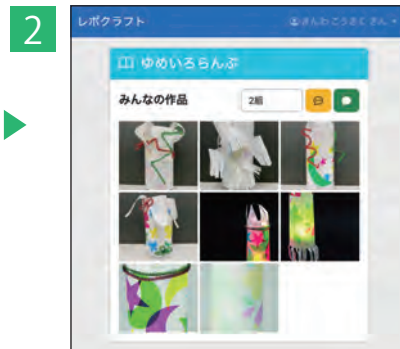 2
レポクラフト
さんわこうさく さん
ゆめいろらんぷ
みんなの作品
2組